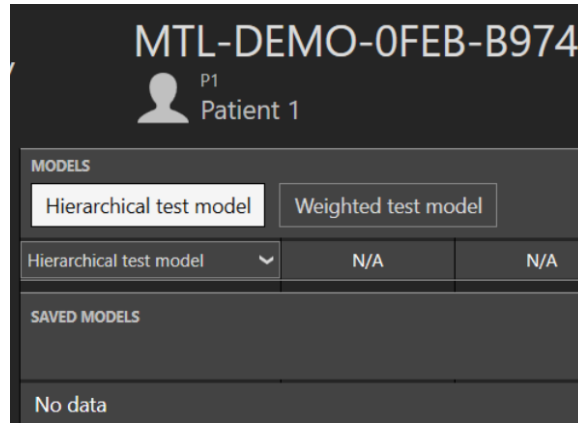 MTL-DEMO-0FEB-B974
P1
Patient 1
MODELS
Hierarchical test model
Weighted test model
Hierarchical test model
N/A
N/A
SAVED MODELS
No data